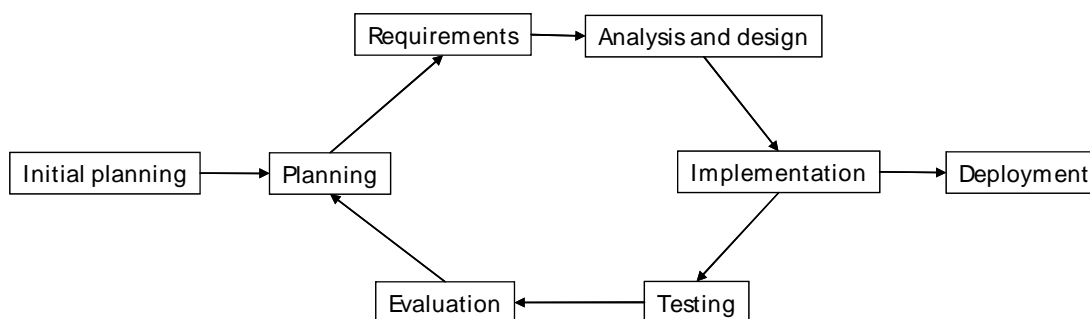 Requirements
Analysis and design
Initial planning
Planning
Implementation
Deployment
Evaluation
Testing